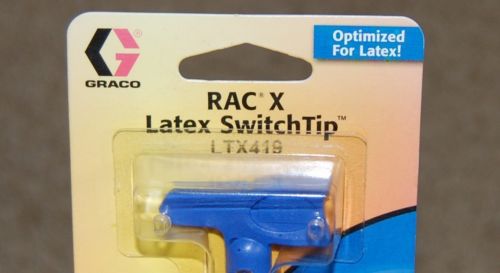 Optimized
For Latex!
GRACO
RAC® X
Latex SwitchTip™
LTX419